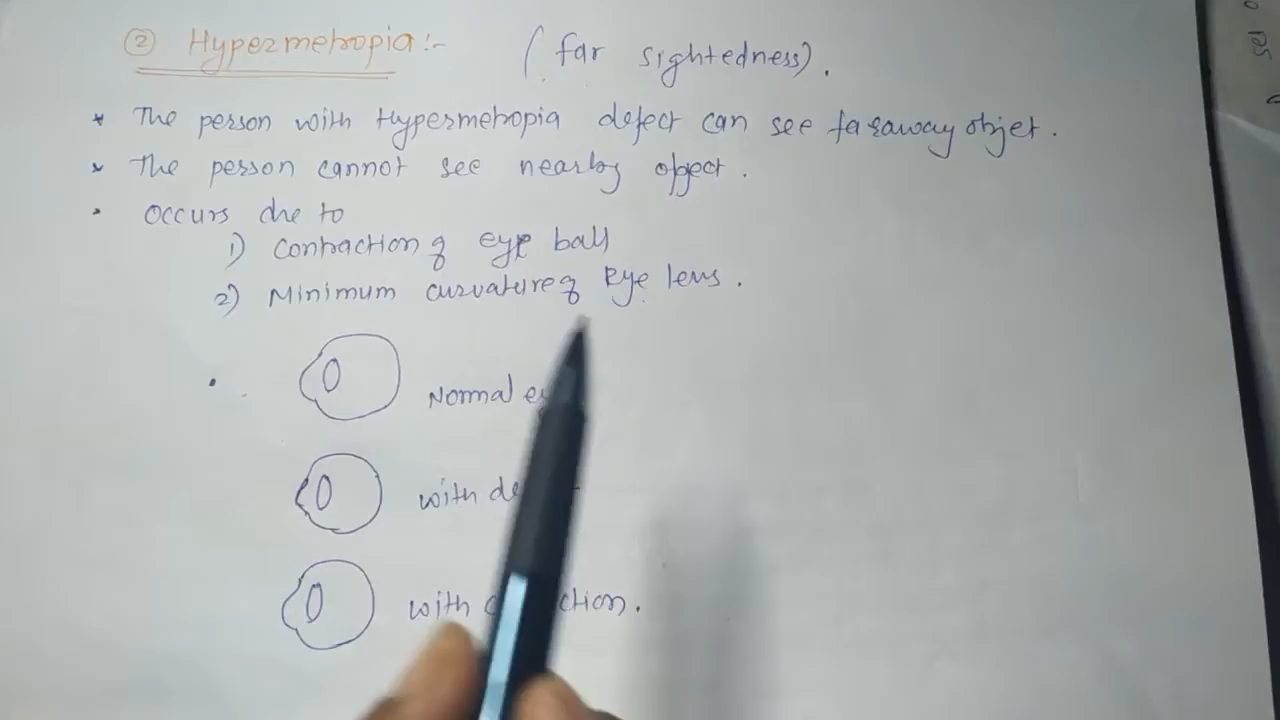 ② Hypermetropia :- (far sightedness).
* The person with Hypermetropia defect can see faraway objet.
* The person cannot see nearby object.
• Occurs due to
1) Contraction of eye ball
2) Minimum curvature of Eye lens.
Normal
with
with